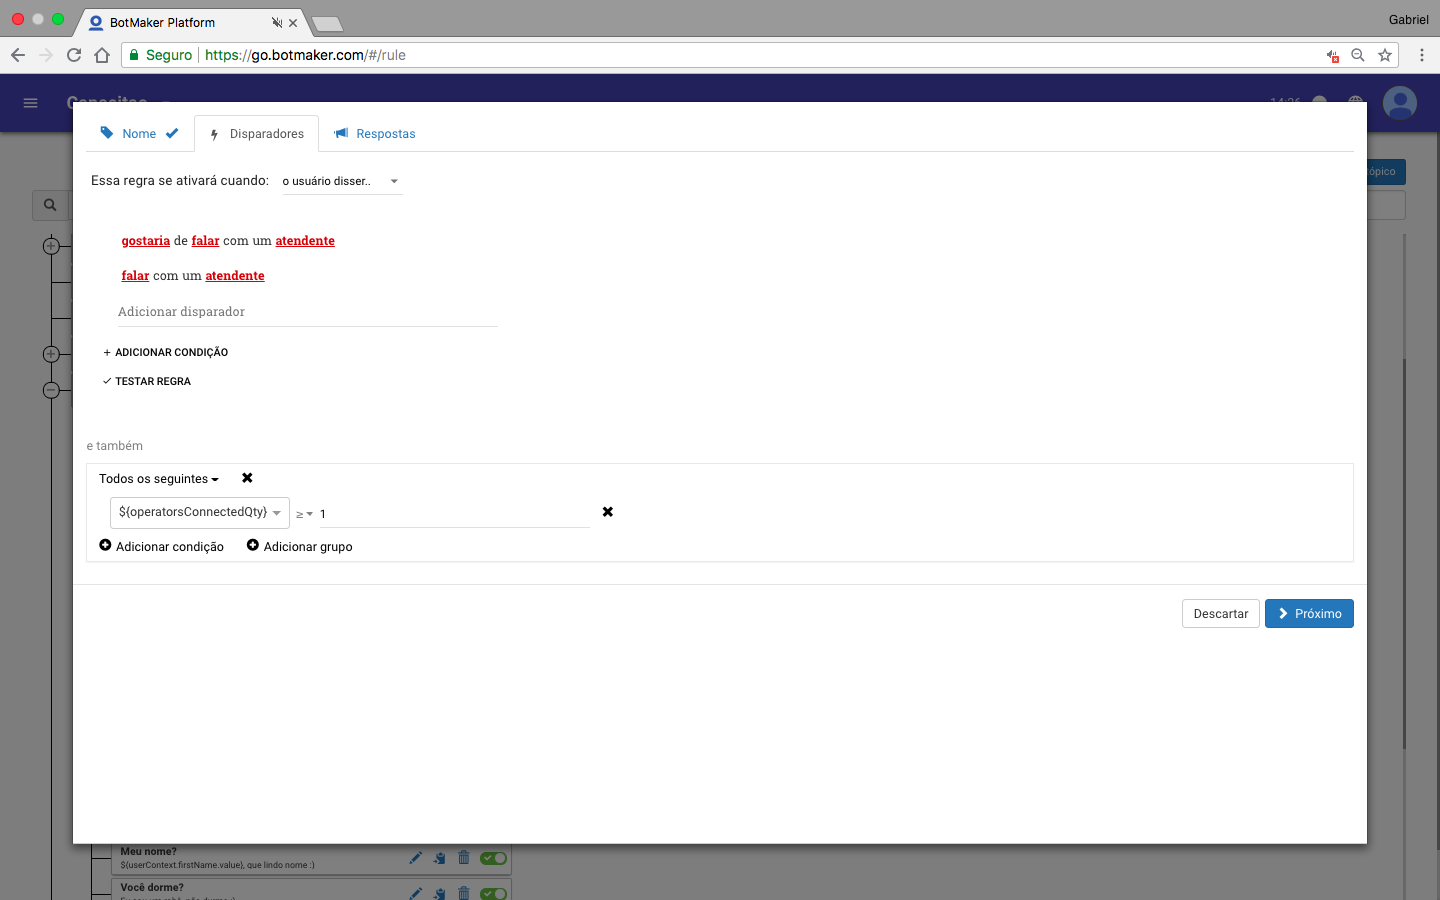 BotMaker Platform
Gabriel
Seguro https://go.botmaker.com/#/rule
14:26
Nome Disparadores Respostas
tópico
Essa regra se ativará cuando: o usuário disser..
gostaria de falar com um atendente
falar com um atendente
Adicionar disparador
+ ADICIONAR CONDIÇÃO
TESTAR REGRA
e também
Todos os seguintes
${operatorsConnectedQty} ≥ 1
Adicionar condição Adicionar grupo
Descartar Próximo
Meu nome?
${userContext.firstName.value}, que lindo nome :)
Você dorme?